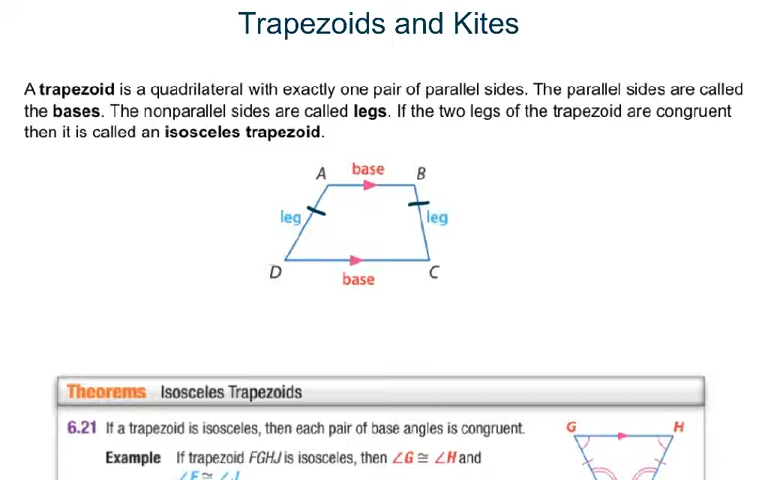 Trapezoids and Kites
A trapezoid is a quadrilateral with exactly one pair of parallel sides. The parallel sides are called
the bases. The nonparallel sides are called legs. If the two legs of the trapezoid are congruent
then it is called an isosceles trapezoid.
A base B
leg leg
D base C
Theorems Isosceles Trapezoids
6.21 If a trapezoid is isosceles, then each pair of base angles is congruent.
G H
Example If trapezoid FGHJ is isosceles, then ∠G ≅ ∠H and
∠F ≅ ∠J